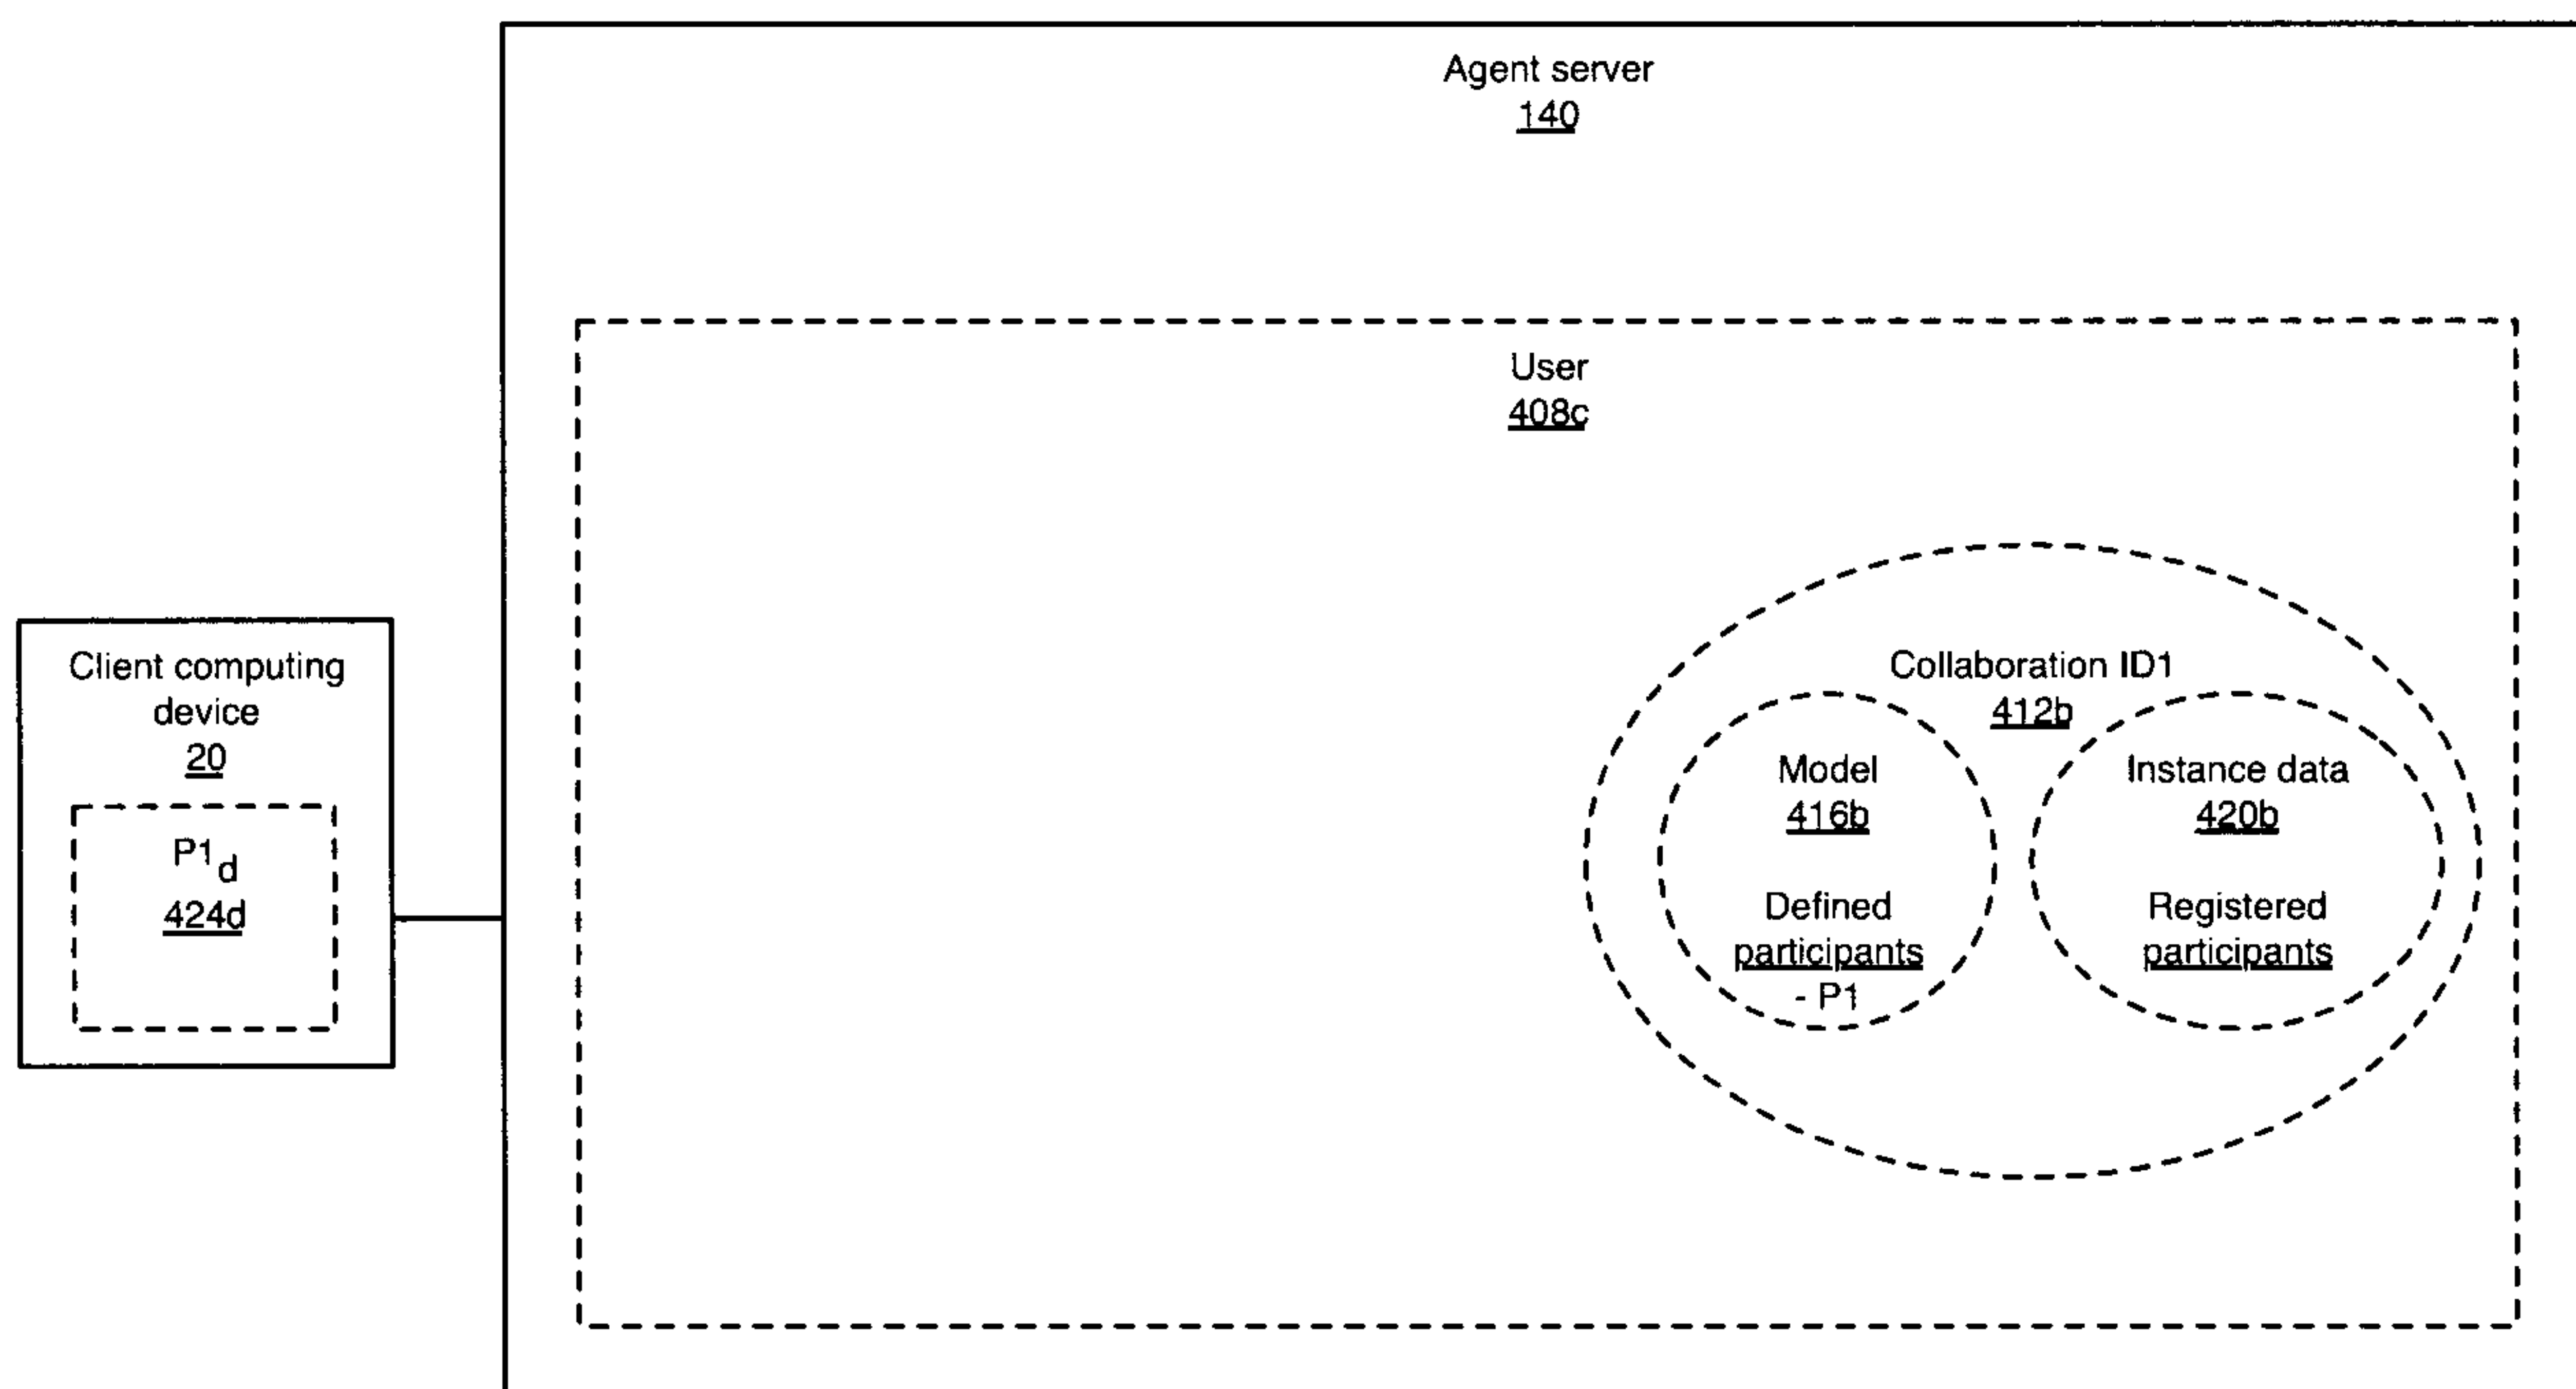 Agent server
140
User
408c
Client computing
device
20
P1d
424d
Collaboration ID1
412b
Model
416b
Defined
participants
- P1
Instance data
420b
Registered
participants